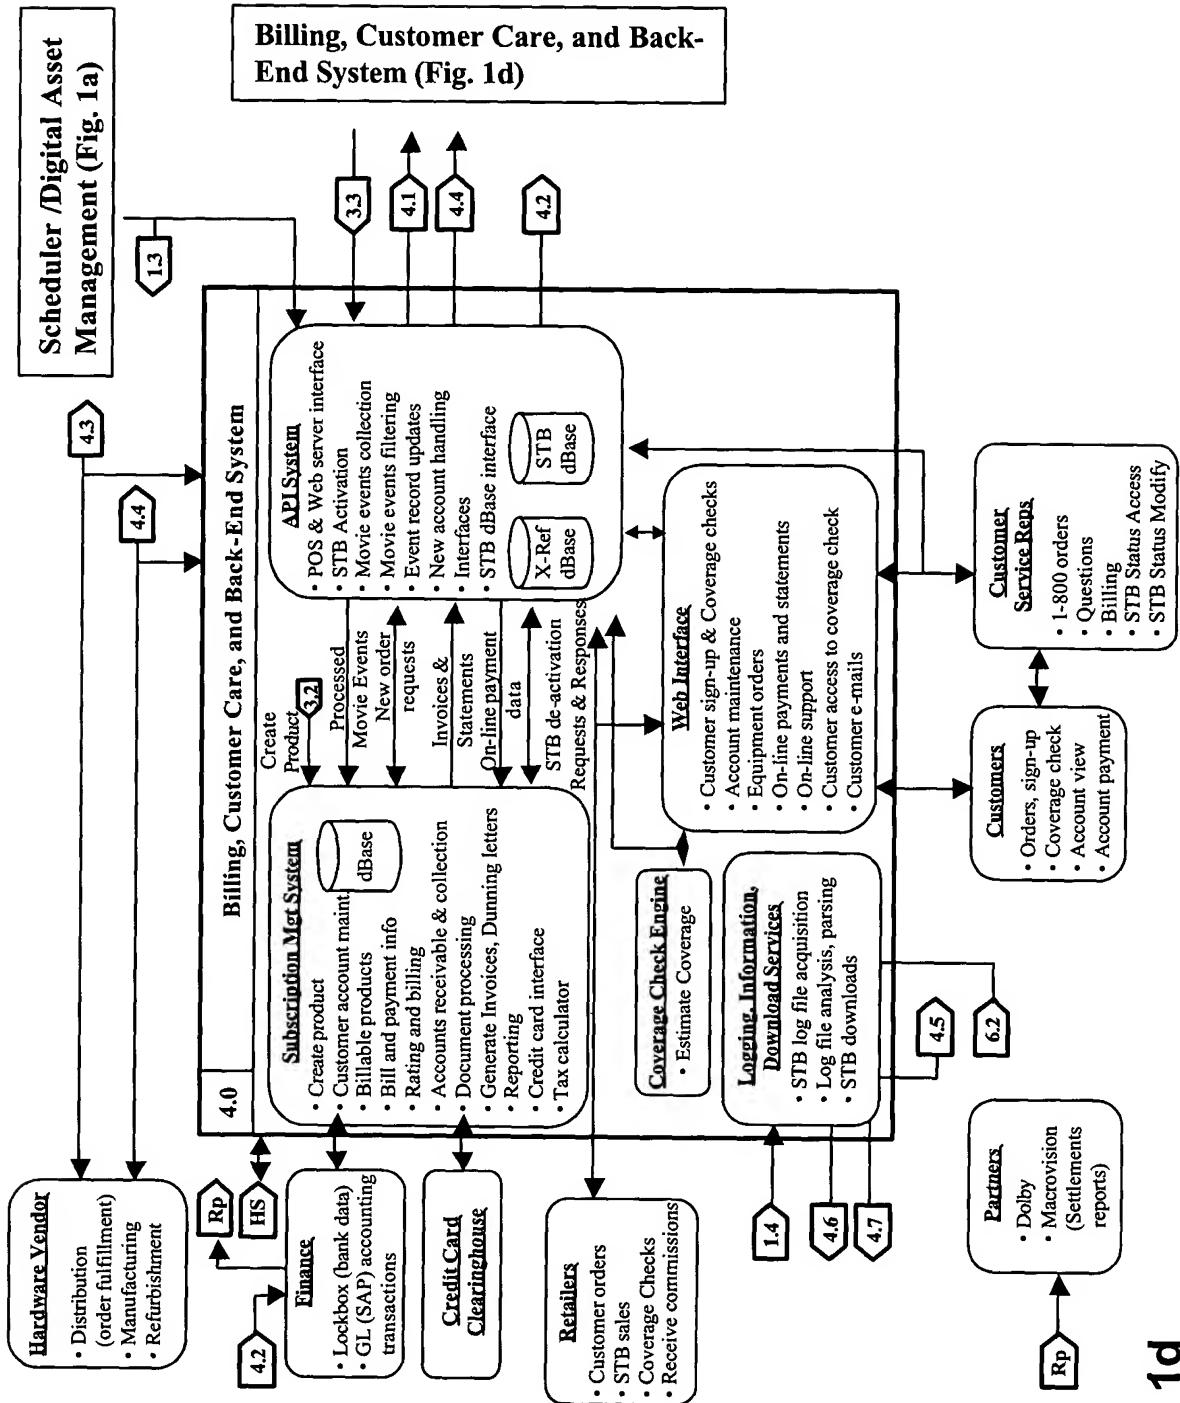 Scheduler /Digital Asset
Management (Fig. 1a)
Billing, Customer Care, and Back-
End System (Fig. 1d)
1.3
3.3
4.1
4.4
4.2
4.3
4.4
4.0
Billing, Customer Care, and Back-End System
Hardware Vendor
• Distribution
(order fulfillment)
• Manufacturing
• Refurbishment
Rp
HS
4.2
Finance
• Lockbox (bank data)
• GL (SAP) accounting
transactions
Credit Card
Clearinghouse
Retailers
• Customer orders
• STB sales
• Coverage Checks
• Receive commissions
Subscription Mgt System
• Create product
• Customer account maint.
• Billable products
• Bill and payment info
• Rating and billing
• Accounts receivable & collection
• Document processing
• Generate Invoices, Dunning letters
• Reporting
• Credit card interface
• Tax calculator
dBase
Create
Product
3.2
Processed
Movie Events
New order
requests
Invoices &
Statements
On-line payment
data
STB de-activation
Requests & Responses
API System
• POS & Web server interface
• STB Activation
• Movie events collection
• Movie events filtering
• Event record updates
• New account handling
• Interfaces
• STB dBase interface
X-Ref
dBase
STB
dBase
Coverage Check Engine
• Estimate Coverage
Web Interface
• Customer sign-up & Coverage checks
• Account maintenance
• Equipment orders
• On-line payments and statements
• On-line support
• Customer access to coverage check
• Customer e-mails
Logging, Information,
Download Services
• STB log file acquisition
• Log file analysis, parsing
• STB downloads
1.4
4.6
4.7
4.5
6.2
Customers
• Orders, sign-up
• Coverage check
• Account view
• Account payment
Customer
Service Reps
• 1-800 orders
• Questions
• Billing
• STB Status Access
• STB Status Modify
Partners
• Dolby
• Macrovision
(Settlements
reports)
Rp
1d